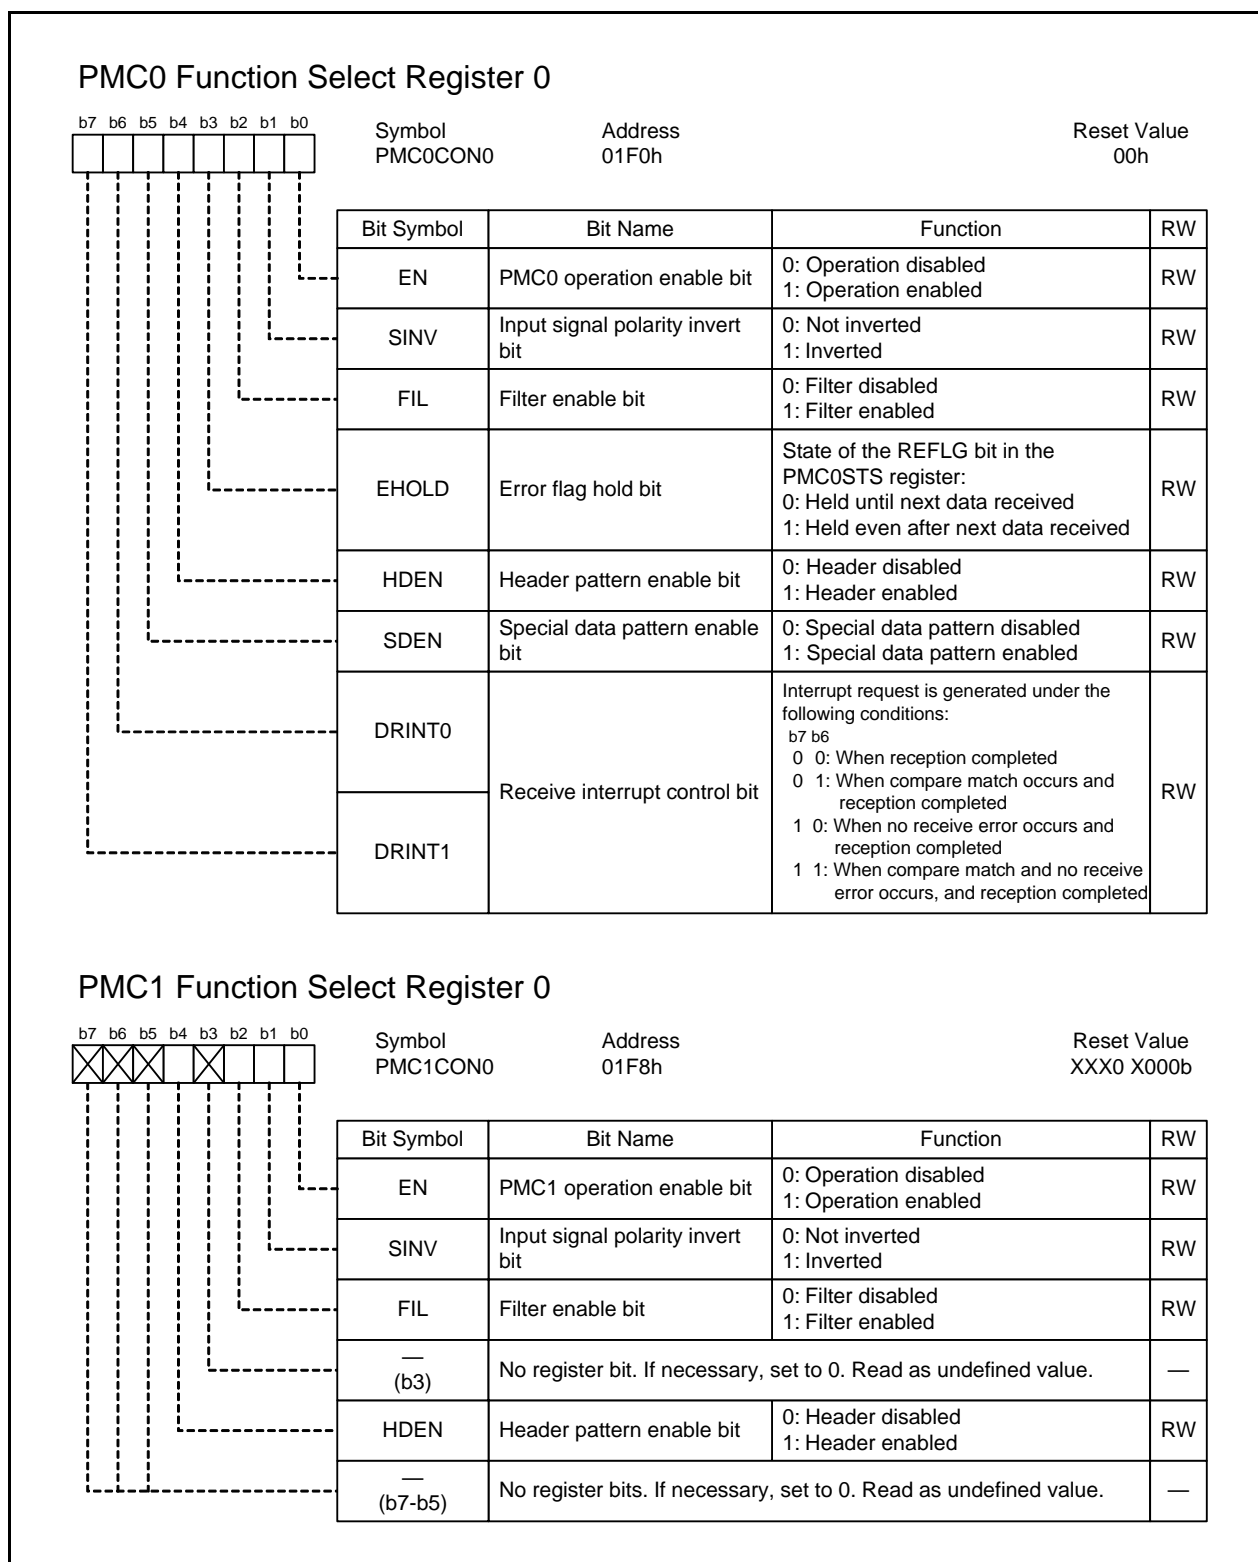 PMC0 Function Select Register 0
b7 b6 b5 b4 b3 b2 b1 b0
Symbol Address Reset Value
PMC0CON0 01F0h 00h
Bit Symbol Bit Name Function RW
EN PMC0 operation enable bit 0: Operation disabled RW
1: Operation enabled
SINV Input signal polarity invert bit 0: Not inverted RW
1: Inverted
FIL Filter enable bit 0: Filter disabled RW
1: Filter enabled
EHOLD Error flag hold bit State of the REFLG bit in the RW
PMC0STS register:
0: Held until next data received
1: Held even after next data received
HDEN Header pattern enable bit 0: Header disabled RW
1: Header enabled
SDEN Special data pattern enable bit 0: Special data pattern disabled RW
1: Special data pattern enabled
DRINT0
DRINT1
Receive interrupt control bit
Interrupt request is generated under the
following conditions:
b7 b6
0 0: When reception completed
0 1: When compare match occurs and
reception completed
1 0: When no receive error occurs and
reception completed
1 1: When compare match and no receive
error occurs, and reception completed
RW
PMC1 Function Select Register 0
b7 b6 b5 b4 b3 b2 b1 b0
Symbol Address Reset Value
PMC1CON0 01F8h XXX0 X000b
Bit Symbol Bit Name Function RW
EN PMC1 operation enable bit 0: Operation disabled RW
1: Operation enabled
SINV Input signal polarity invert bit 0: Not inverted RW
1: Inverted
FIL Filter enable bit 0: Filter disabled RW
1: Filter enabled
— (b3) No register bit. If necessary, set to 0. Read as undefined value. —
HDEN Header pattern enable bit 0: Header disabled RW
1: Header enabled
— (b7-b5) No register bits. If necessary, set to 0. Read as undefined value. —